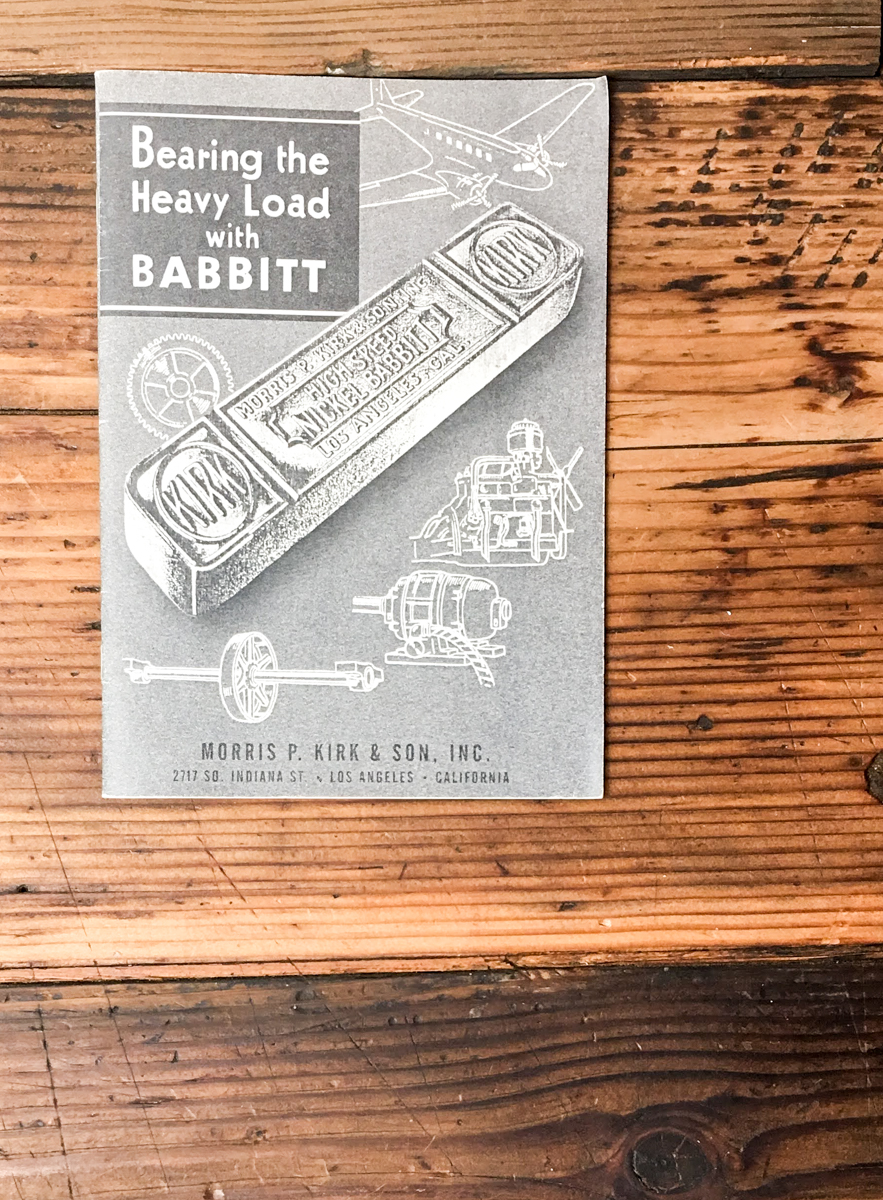 Bearing the
Heavy Load
with
BABBITT
KIRK
MORRIS P. KIRK & SON, INC.
HIGH SPEED
NICKEL BABBITT
LOS ANGELES - CAL.
KIRK
MORRIS P. KIRK & SON, INC.
2717 SO. INDIANA ST. • LOS ANGELES - CALIFORNIA